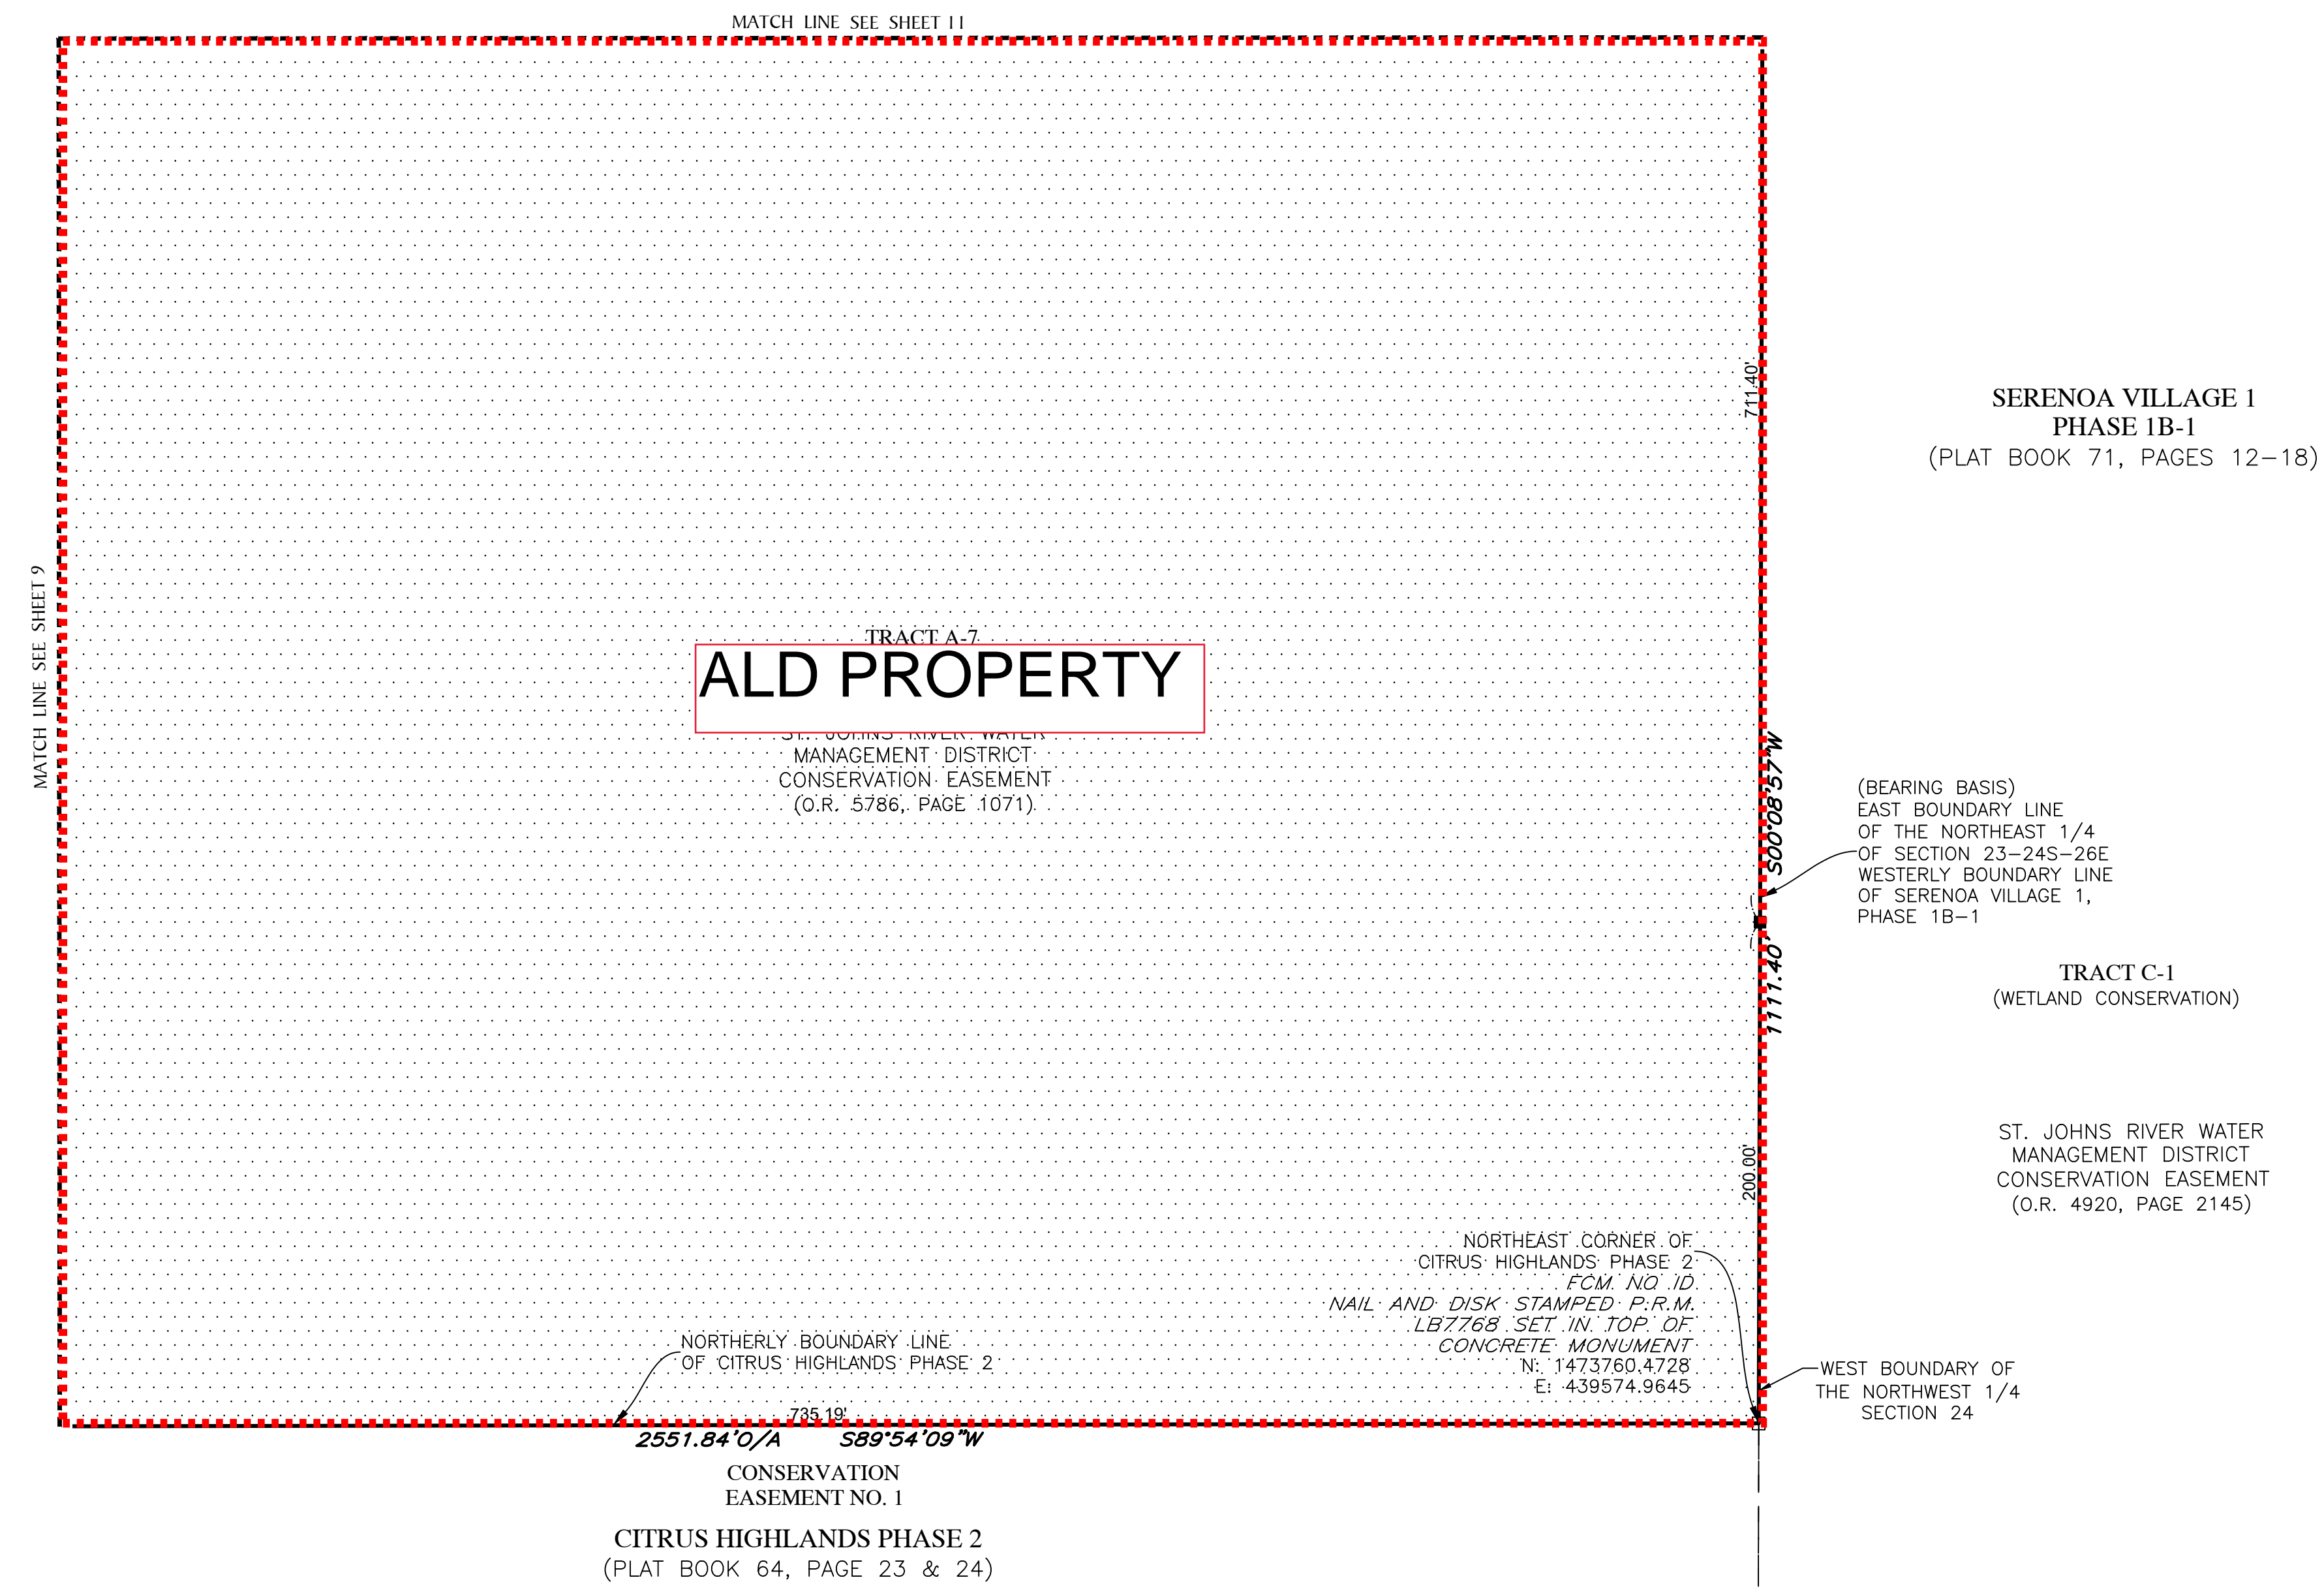 MATCH LINE SEE SHEET 11
MATCH LINE SEE SHEET 9
711.40'
SERENOA VILLAGE 1
PHASE 1B-1
(PLAT BOOK 71, PAGES 12-18)
TRACT A-7
ALD PROPERTY
ST. JOHNS RIVER WATER
MANAGEMENT DISTRICT
CONSERVATION EASEMENT
(O.R. 5786, PAGE 1071)
S00°08'57"W
1111.40'
(BEARING BASIS)
EAST BOUNDARY LINE
OF THE NORTHEAST 1/4
OF SECTION 23-24S-26E
WESTERLY BOUNDARY LINE
OF SERENOA VILLAGE 1,
PHASE 1B-1
TRACT C-1
(WETLAND CONSERVATION)
ST. JOHNS RIVER WATER
MANAGEMENT DISTRICT
CONSERVATION EASEMENT
(O.R. 4920, PAGE 2145)
200.00'
NORTHEAST CORNER OF
CITRUS HIGHLANDS PHASE 2
FCM NO ID
NAIL AND DISK STAMPED P.R.M.
LB7768 SET IN TOP OF
CONCRETE MONUMENT
N: 1473760.4728
E: 439574.9645
NORTHERLY BOUNDARY LINE
OF CITRUS HIGHLANDS PHASE 2
WEST BOUNDARY OF
THE NORTHWEST 1/4
SECTION 24
735.19'
2551.84'O/A S89°54'09"W
CONSERVATION
EASEMENT NO. 1
CITRUS HIGHLANDS PHASE 2
(PLAT BOOK 64, PAGE 23 & 24)